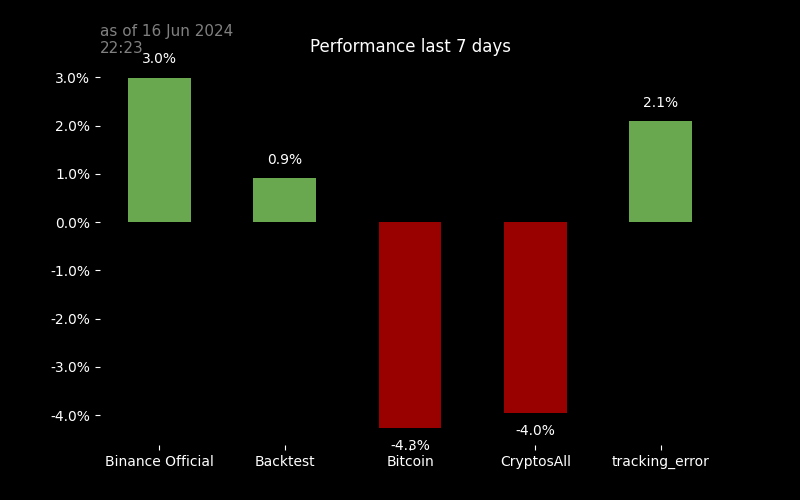 as of 16 Jun 2024
22:23
Performance last 7 days
3.0%
2.0%
1.0%
0.0%
-1.0%
-2.0%
-3.0%
-4.0%
3.0%
0.9%
-4.3%
-4.0%
2.1%
Binance Official
Backtest
Bitcoin
CryptosAll
tracking_error